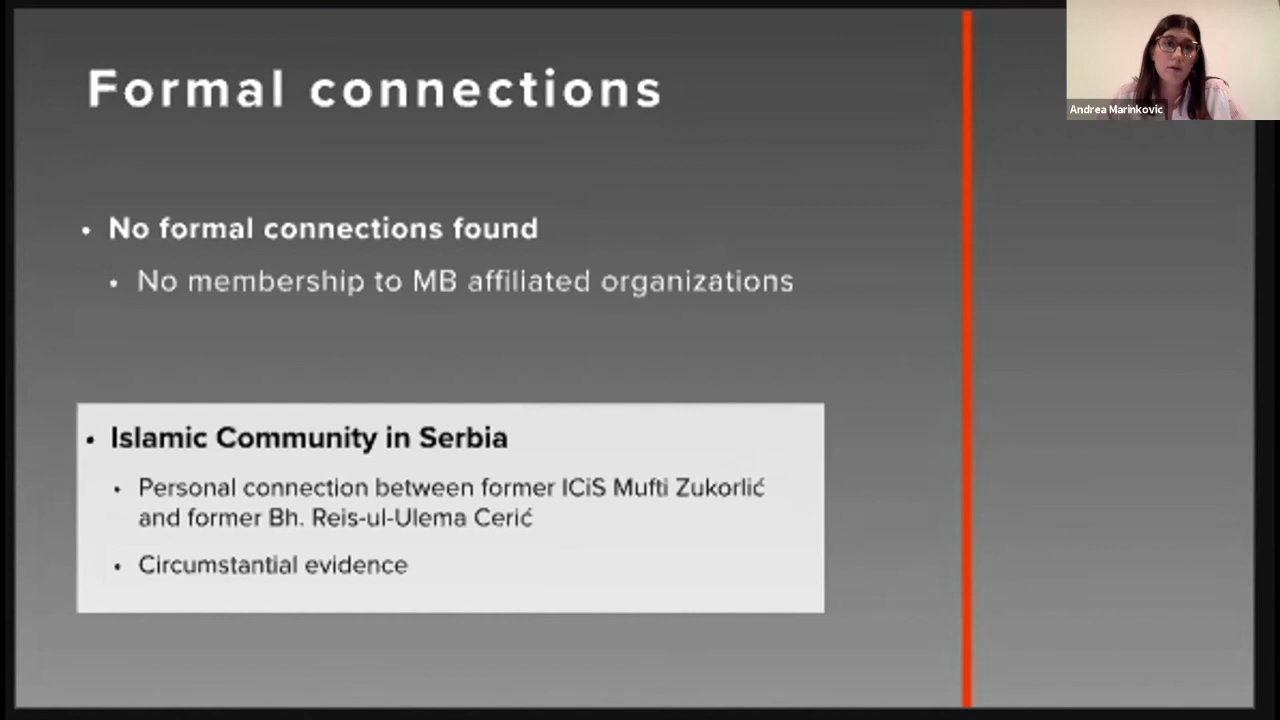 Formal connections
Andrea Marinkovic
• No formal connections found
• No membership to MB affiliated organizations
• Islamic Community in Serbia
• Personal connection between former ICiS Mufti Zukorlić
and former Bh. Reis-ul-Ulema Cerić
• Circumstantial evidence